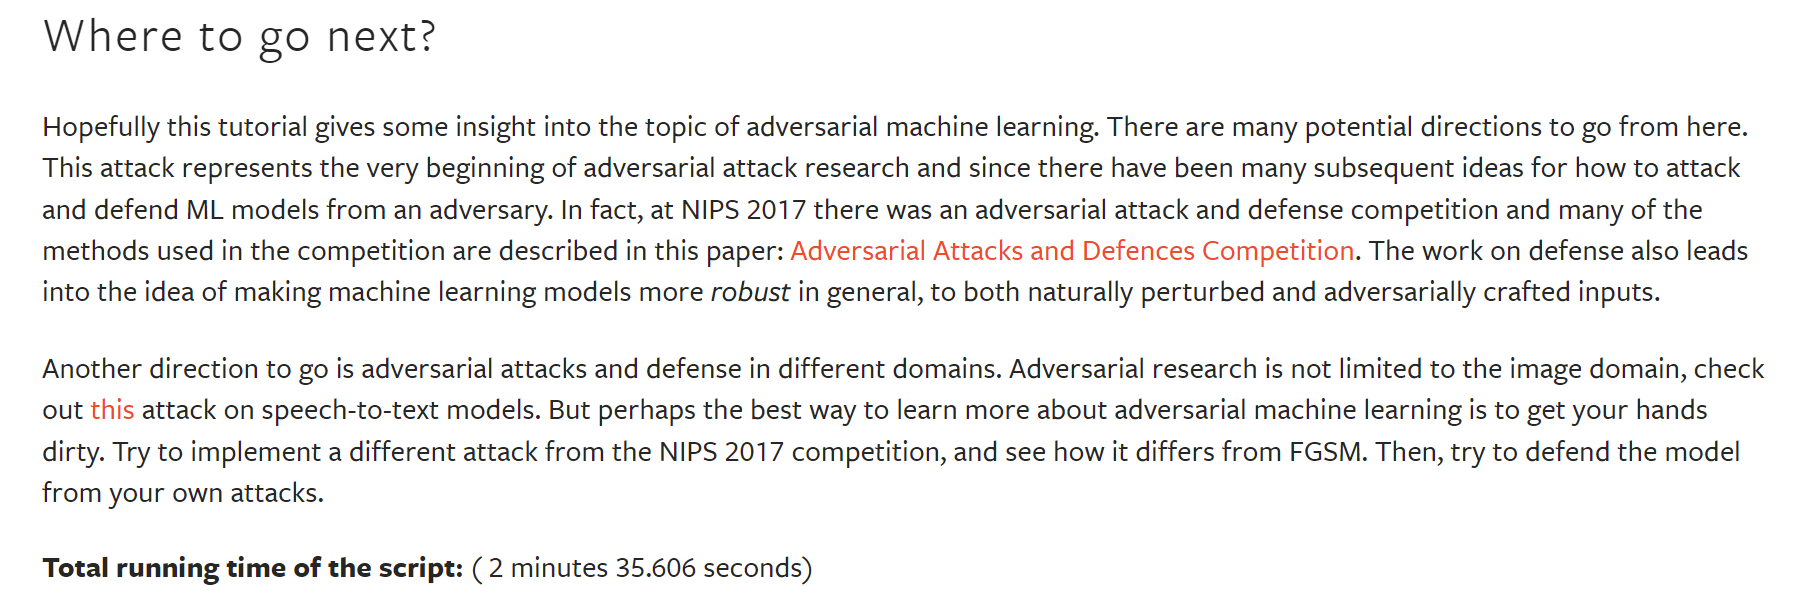 Where to go next?
Hopefully this tutorial gives some insight into the topic of adversarial machine learning. There are many potential directions to go from here.
This attack represents the very beginning of adversarial attack research and since there have been many subsequent ideas for how to attack
and defend ML models from an adversary. In fact, at NIPS 2017 there was an adversarial attack and defense competition and many of the
methods used in the competition are described in this paper: Adversarial Attacks and Defences Competition. The work on defense also leads
into the idea of making machine learning models more robust in general, to both naturally perturbed and adversarially crafted inputs.
Another direction to go is adversarial attacks and defense in different domains. Adversarial research is not limited to the image domain, check
out this attack on speech-to-text models. But perhaps the best way to learn more about adversarial machine learning is to get your hands
dirty. Try to implement a different attack from the NIPS 2017 competition, and see how it differs from FGSM. Then, try to defend the model
from your own attacks.
Total running time of the script: ( 2 minutes 35.606 seconds)